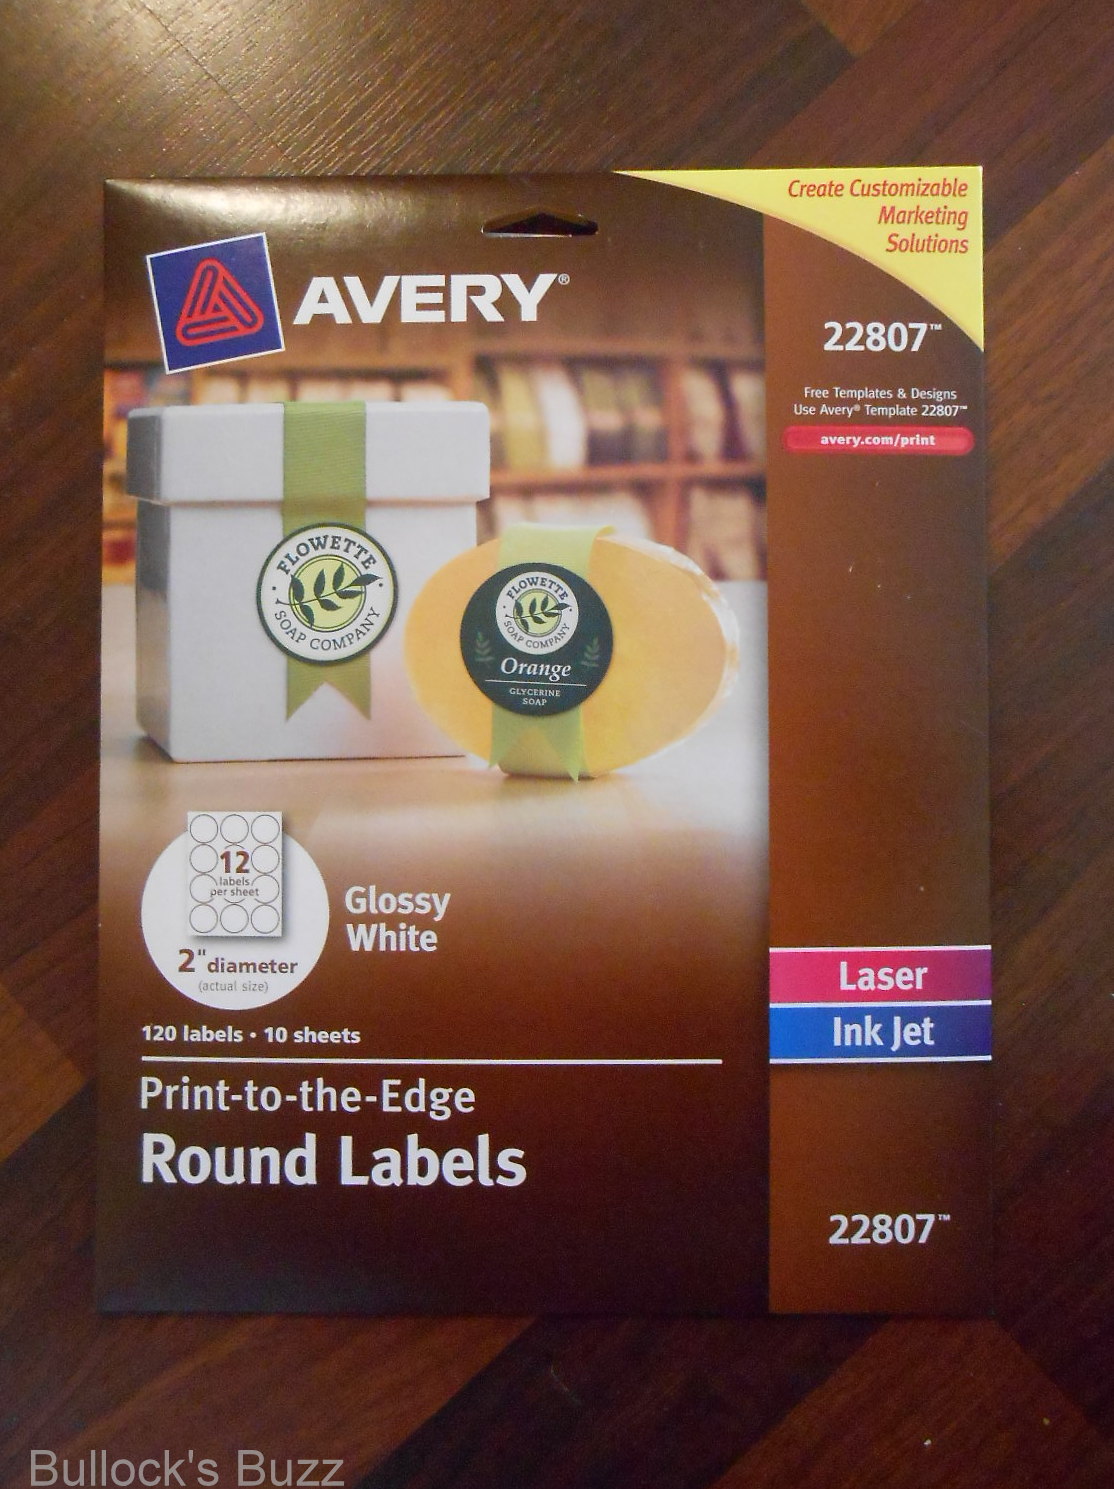 Create Customizable
Marketing
Solutions
AVERY®
22807™
Free Templates & Designs
Use Avery® Template 22807™
avery.com/print
FLOWETTE
SOAP COMPANY
FLOWETTE
SOAP COMPANY
Orange
GLYCERINE
SOAP
12
labels
per sheet
2" diameter
(actual size)
Glossy
White
120 labels • 10 sheets
Print-to-the-Edge
Round Labels
Laser
Ink Jet
22807™
Bullock's Buzz